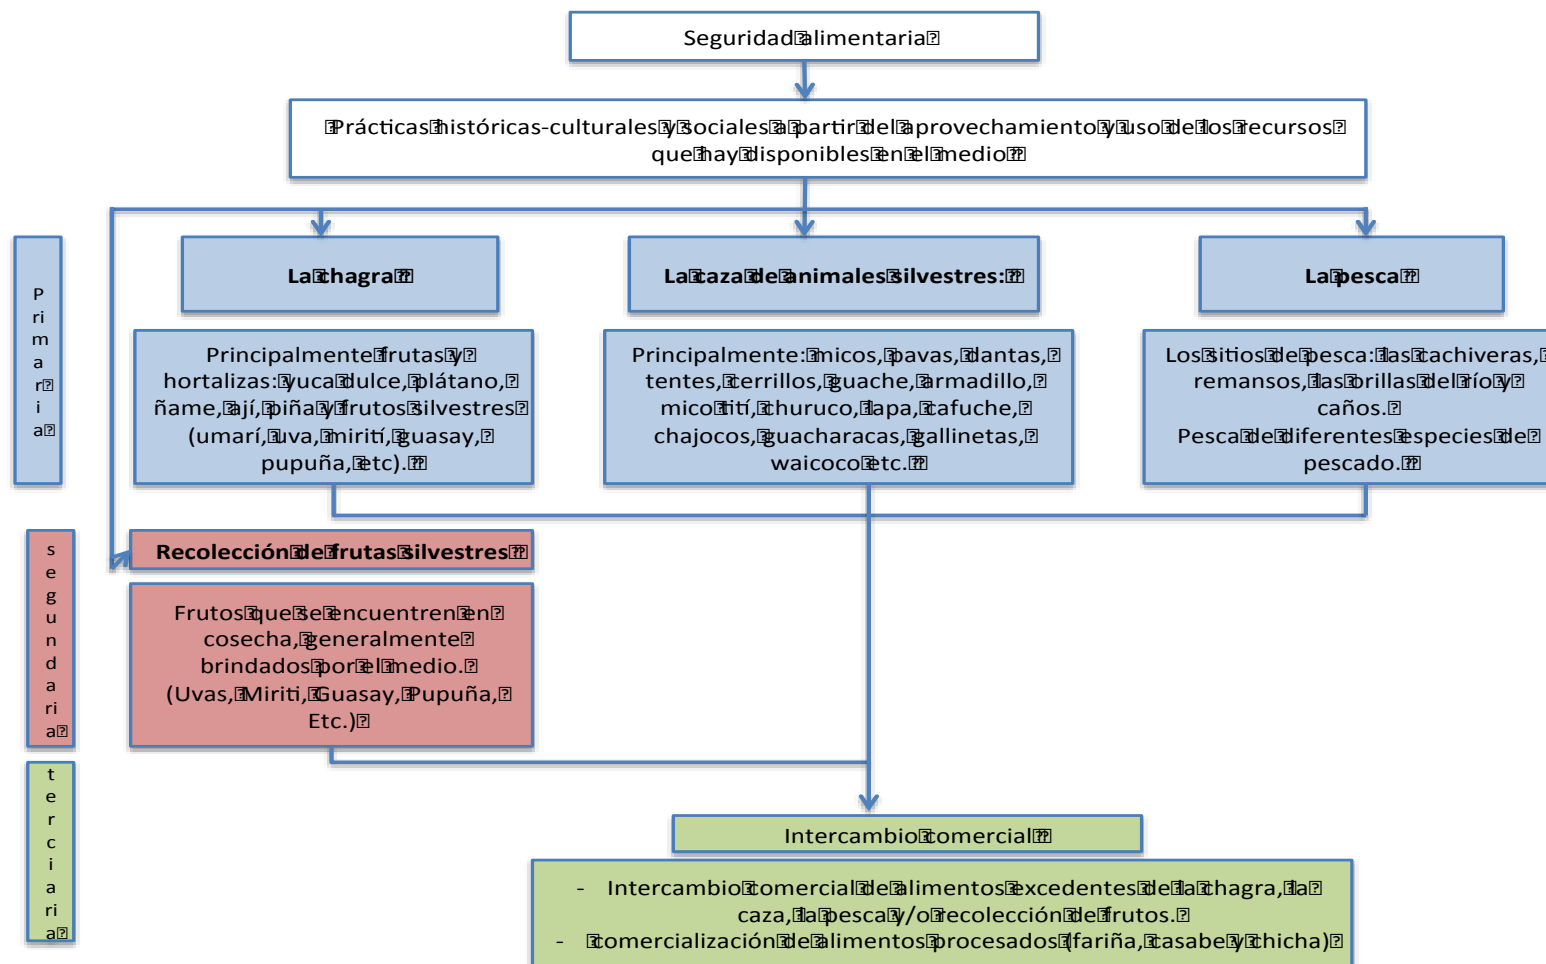 Seguridad alimentaria
Prácticas históricas-culturales y sociales a partir del aprovechamiento y uso de los recursos
que hay disponibles en el medio
Primaria
La chagra
La caza de animales silvestres:
La pesca
Principalmente frutas y
hortalizas: yuca dulce, plátano,
ñame, ají, piña y frutos silvestres
(umarí, uva, mirití, guasay,
pupuña, etc).
Principalmente: micos, pavas, dantas,
tentes, cerrillos, guache, armadillo,
mico tití, churuco, lapa, cafuche,
chajocos, guacharacas, gallinetas,
waicoco etc.
Los sitios de pesca: las cachiveras,
remansos, las orillas del río y
caños.
Pesca de diferentes especies de
pescado.
segundaria
Recolección de frutas silvestres
Frutos que se encuentren en
cosecha, generalmente
brindados por el medio.
(Uvas, Miriti, Guasay, Pupuña,
Etc.)
terciaria
Intercambio comercial
- Intercambio comercial de alimentos excedentes de la chagra, la
caza, la pesca y/o recolección de frutos.
- comercialización de alimentos procesados (fariña, casabe y chicha)